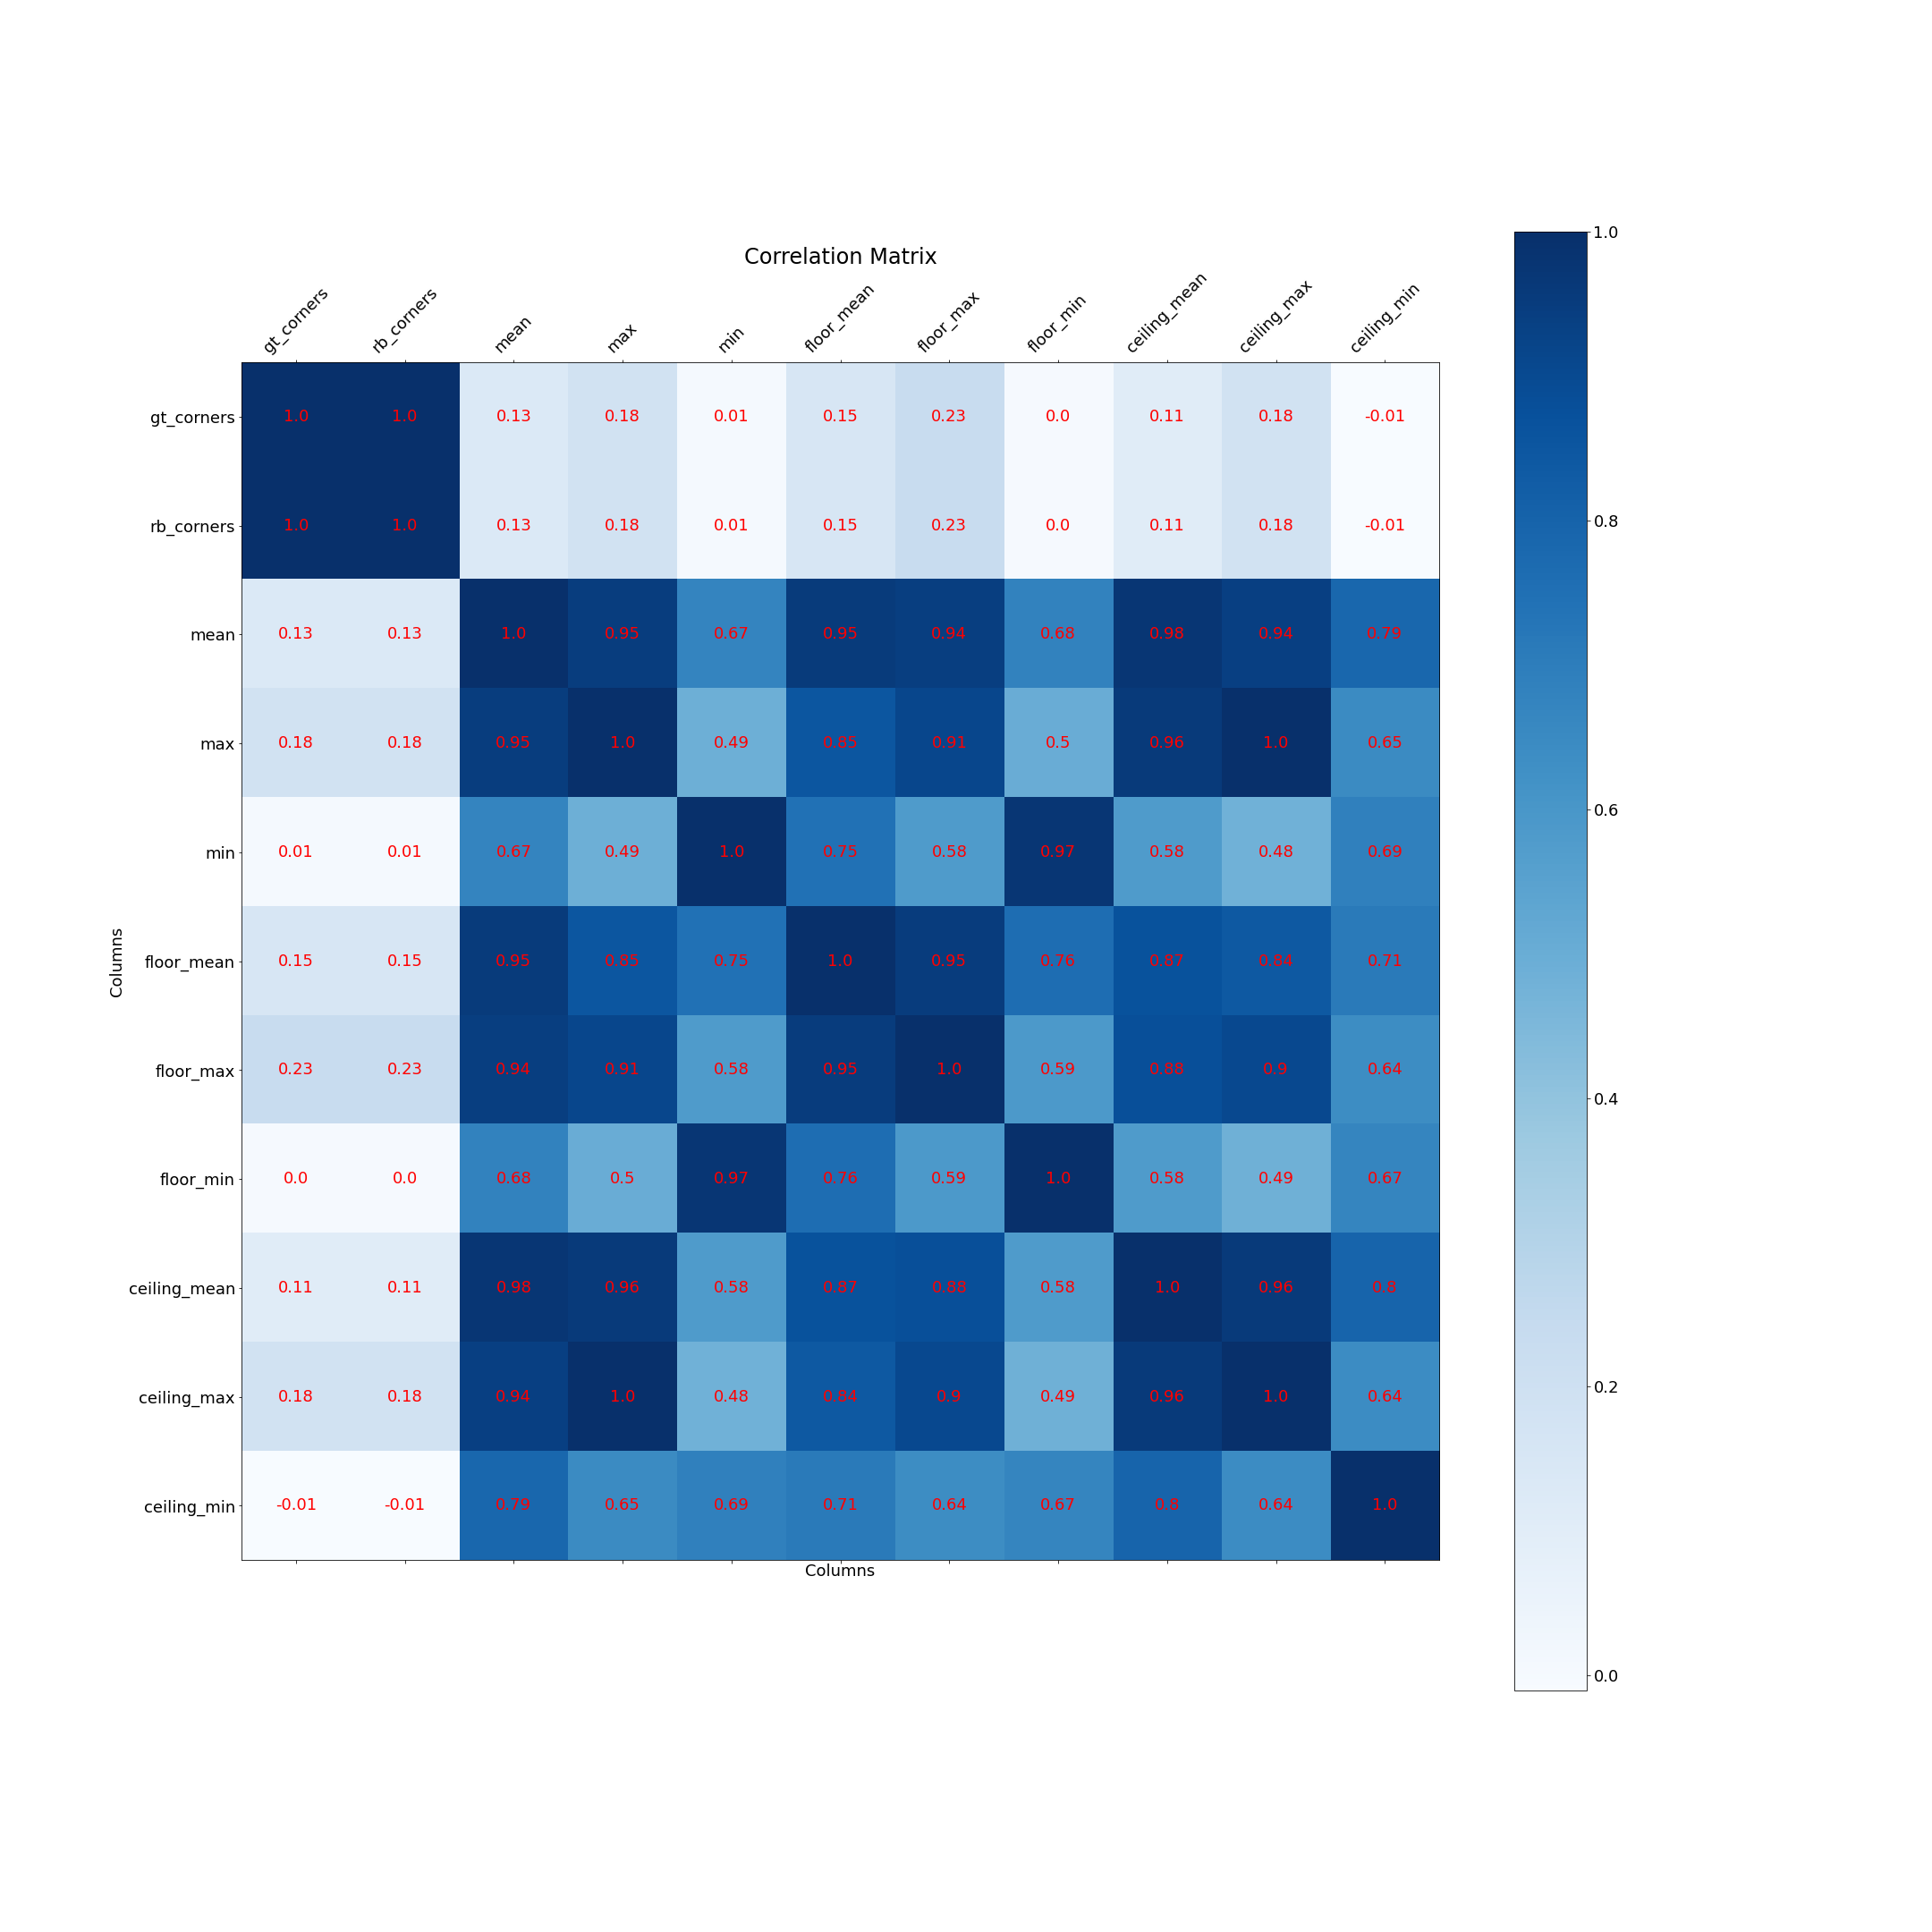 Correlation Matrix
gt_corners rb_corners mean max min floor_mean floor_max floor_min ceiling_mean ceiling_max ceiling_min
gt_corners 1.0 1.0 0.13 0.18 0.01 0.15 0.23 0.0 0.11 0.18 -0.01
rb_corners 1.0 1.0 0.13 0.18 0.01 0.15 0.23 0.0 0.11 0.18 -0.01
mean 0.13 0.13 1.0 0.95 0.67 0.95 0.94 0.68 0.98 0.94 0.79
max 0.18 0.18 0.95 1.0 0.49 0.85 0.91 0.5 0.96 1.0 0.65
min 0.01 0.01 0.67 0.49 1.0 0.75 0.58 0.97 0.58 0.48 0.69
floor_mean 0.15 0.15 0.95 0.85 0.75 1.0 0.95 0.76 0.87 0.84 0.71
floor_max 0.23 0.23 0.94 0.91 0.58 0.95 1.0 0.59 0.88 0.9 0.64
floor_min 0.0 0.0 0.68 0.5 0.97 0.76 0.59 1.0 0.58 0.49 0.67
ceiling_mean 0.11 0.11 0.98 0.96 0.58 0.87 0.88 0.58 1.0 0.96 0.8
ceiling_max 0.18 0.18 0.94 1.0 0.48 0.84 0.9 0.49 0.96 1.0 0.64
ceiling_min -0.01 -0.01 0.79 0.65 0.69 0.71 0.64 0.67 0.8 0.64 1.0
Columns
Columns
1.0
0.8
0.6
0.4
0.2
0.0